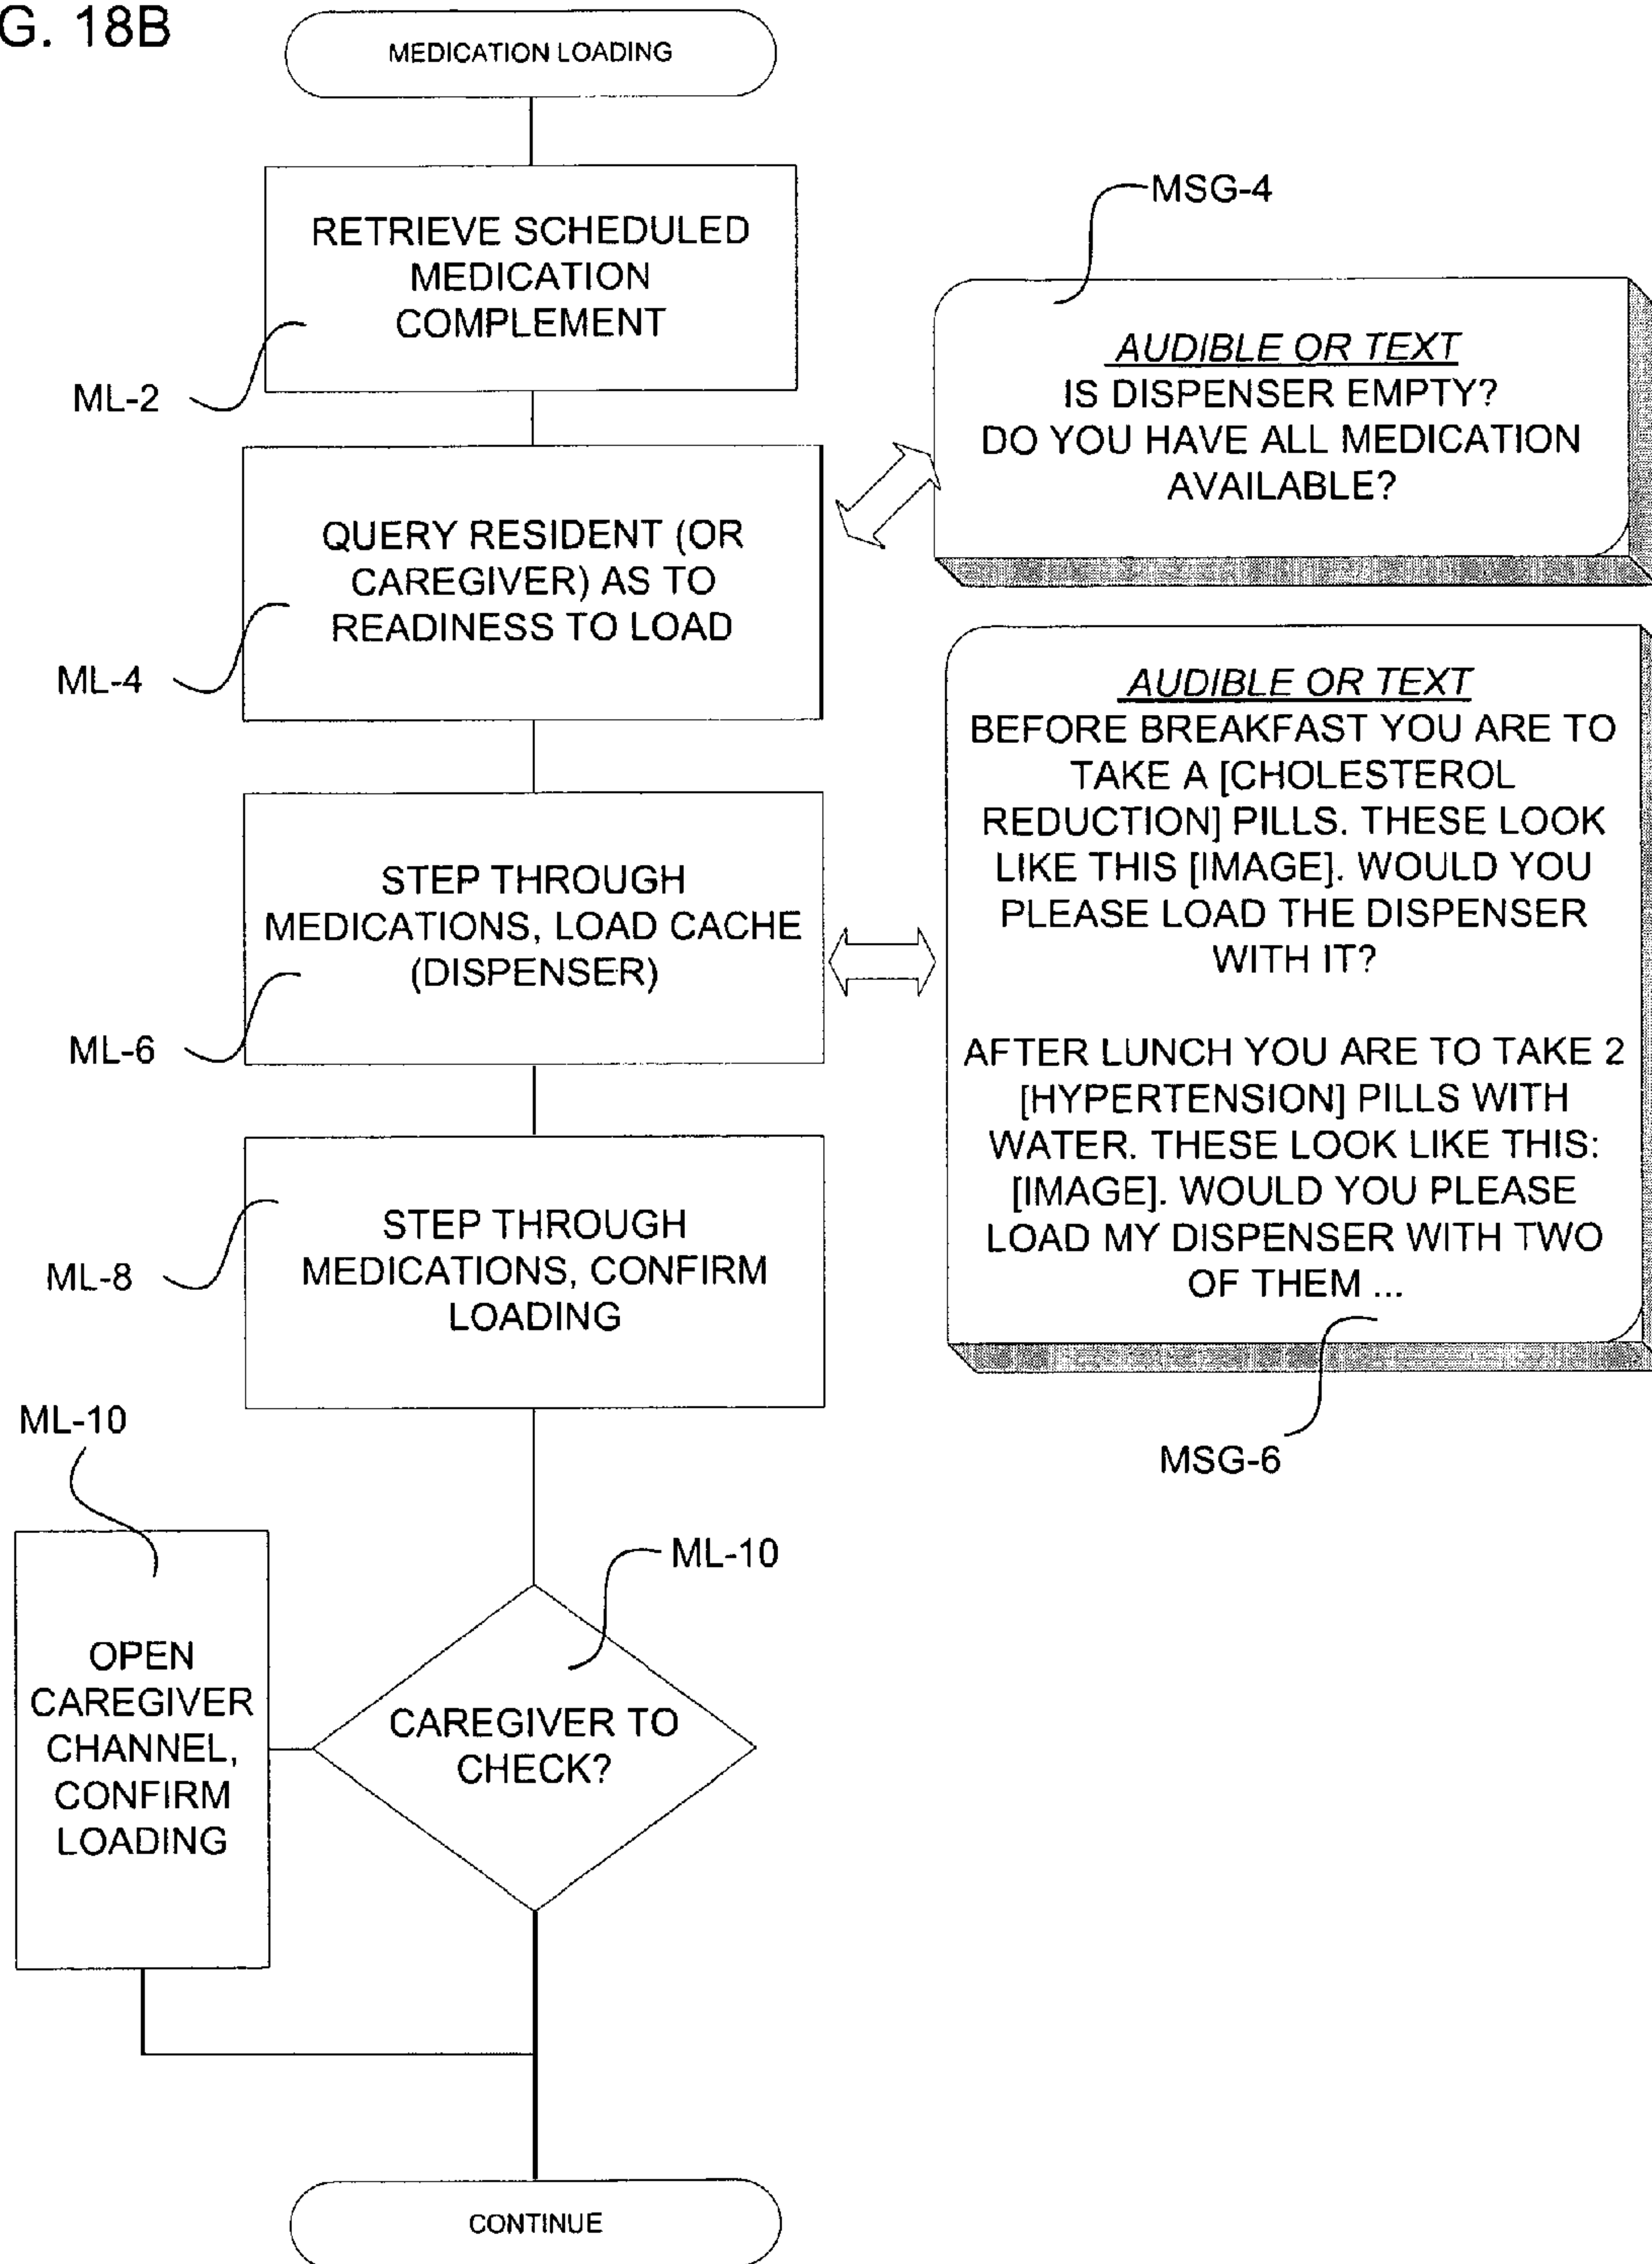 G. 18B
MEDICATION LOADING
RETRIEVE SCHEDULED
MEDICATION
COMPLEMENT
ML-2
MSG-4
AUDIBLE OR TEXT
IS DISPENSER EMPTY?
DO YOU HAVE ALL MEDICATION
AVAILABLE?
QUERY RESIDENT (OR
CAREGIVER) AS TO
READINESS TO LOAD
ML-4
AUDIBLE OR TEXT
BEFORE BREAKFAST YOU ARE TO
TAKE A [CHOLESTEROL
REDUCTION] PILLS. THESE LOOK
LIKE THIS [IMAGE]. WOULD YOU
PLEASE LOAD THE DISPENSER
WITH IT?
AFTER LUNCH YOU ARE TO TAKE 2
[HYPERTENSION] PILLS WITH
WATER. THESE LOOK LIKE THIS:
[IMAGE]. WOULD YOU PLEASE
LOAD MY DISPENSER WITH TWO
OF THEM ...
MSG-6
STEP THROUGH
MEDICATIONS, LOAD CACHE
(DISPENSER)
ML-6
STEP THROUGH
MEDICATIONS, CONFIRM
LOADING
ML-8
ML-10
OPEN
CAREGIVER
CHANNEL,
CONFIRM
LOADING
ML-10
CAREGIVER TO
CHECK?
CONTINUE